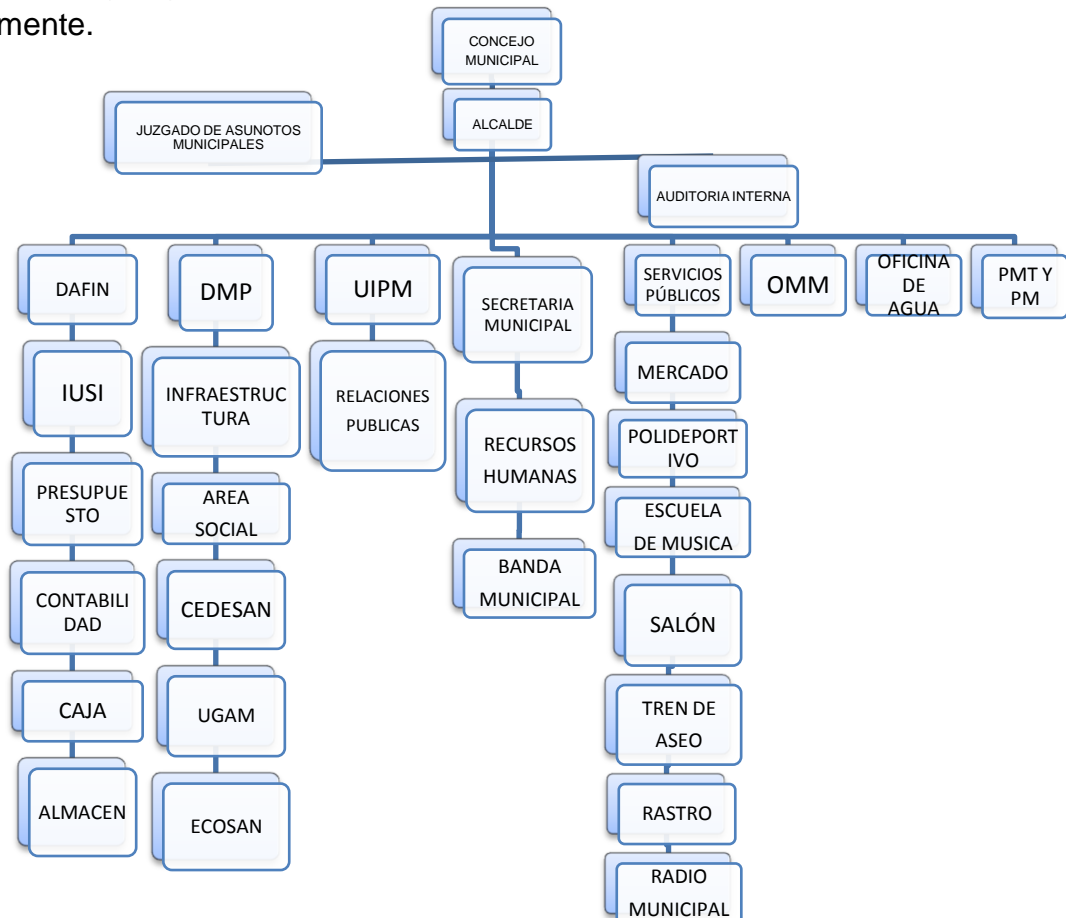 mente.
CONCEJO
MUNICIPAL
ALCALDE
JUZGADO DE ASUNOTOS
MUNICIPALES
AUDITORIA INTERNA
DAFIN
DMP
UIPM
SECRETARIA
MUNICIPAL
SERVICIOS
PÚBLICOS
OMM
OFICINA
DE
AGUA
PMT Y
PM
IUSI
PRESUPUE
STO
CONTABILI
DAD
CAJA
ALMACEN
INFRAESTRUC
TURA
AREA
SOCIAL
CEDESAN
UGAM
ECOSAN
RELACIONES
PUBLICAS
RECURSOS
HUMANAS
BANDA
MUNICIPAL
MERCADO
POLIDEPORT
IVO
ESCUELA
DE MUSICA
SALÓN
TREN DE
ASEO
RASTRO
RADIO
MUNICIPAL